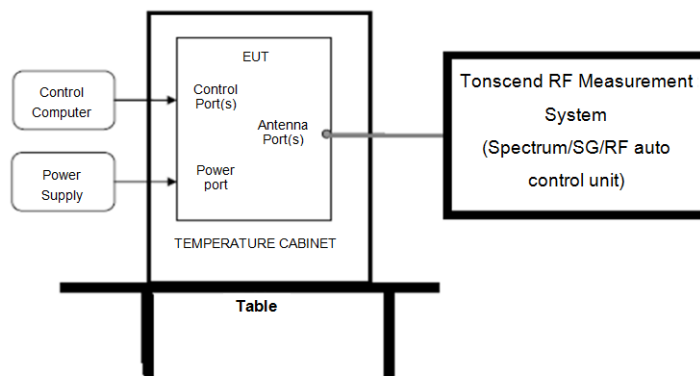 EUT
Control
Computer
Control
Port(s)
Antenna
Port(s)
Power
Supply
Power
port
TEMPERATURE CABINET
Table
Tonscend RF Measurement
System
(Spectrum/SG/RF auto
control unit)